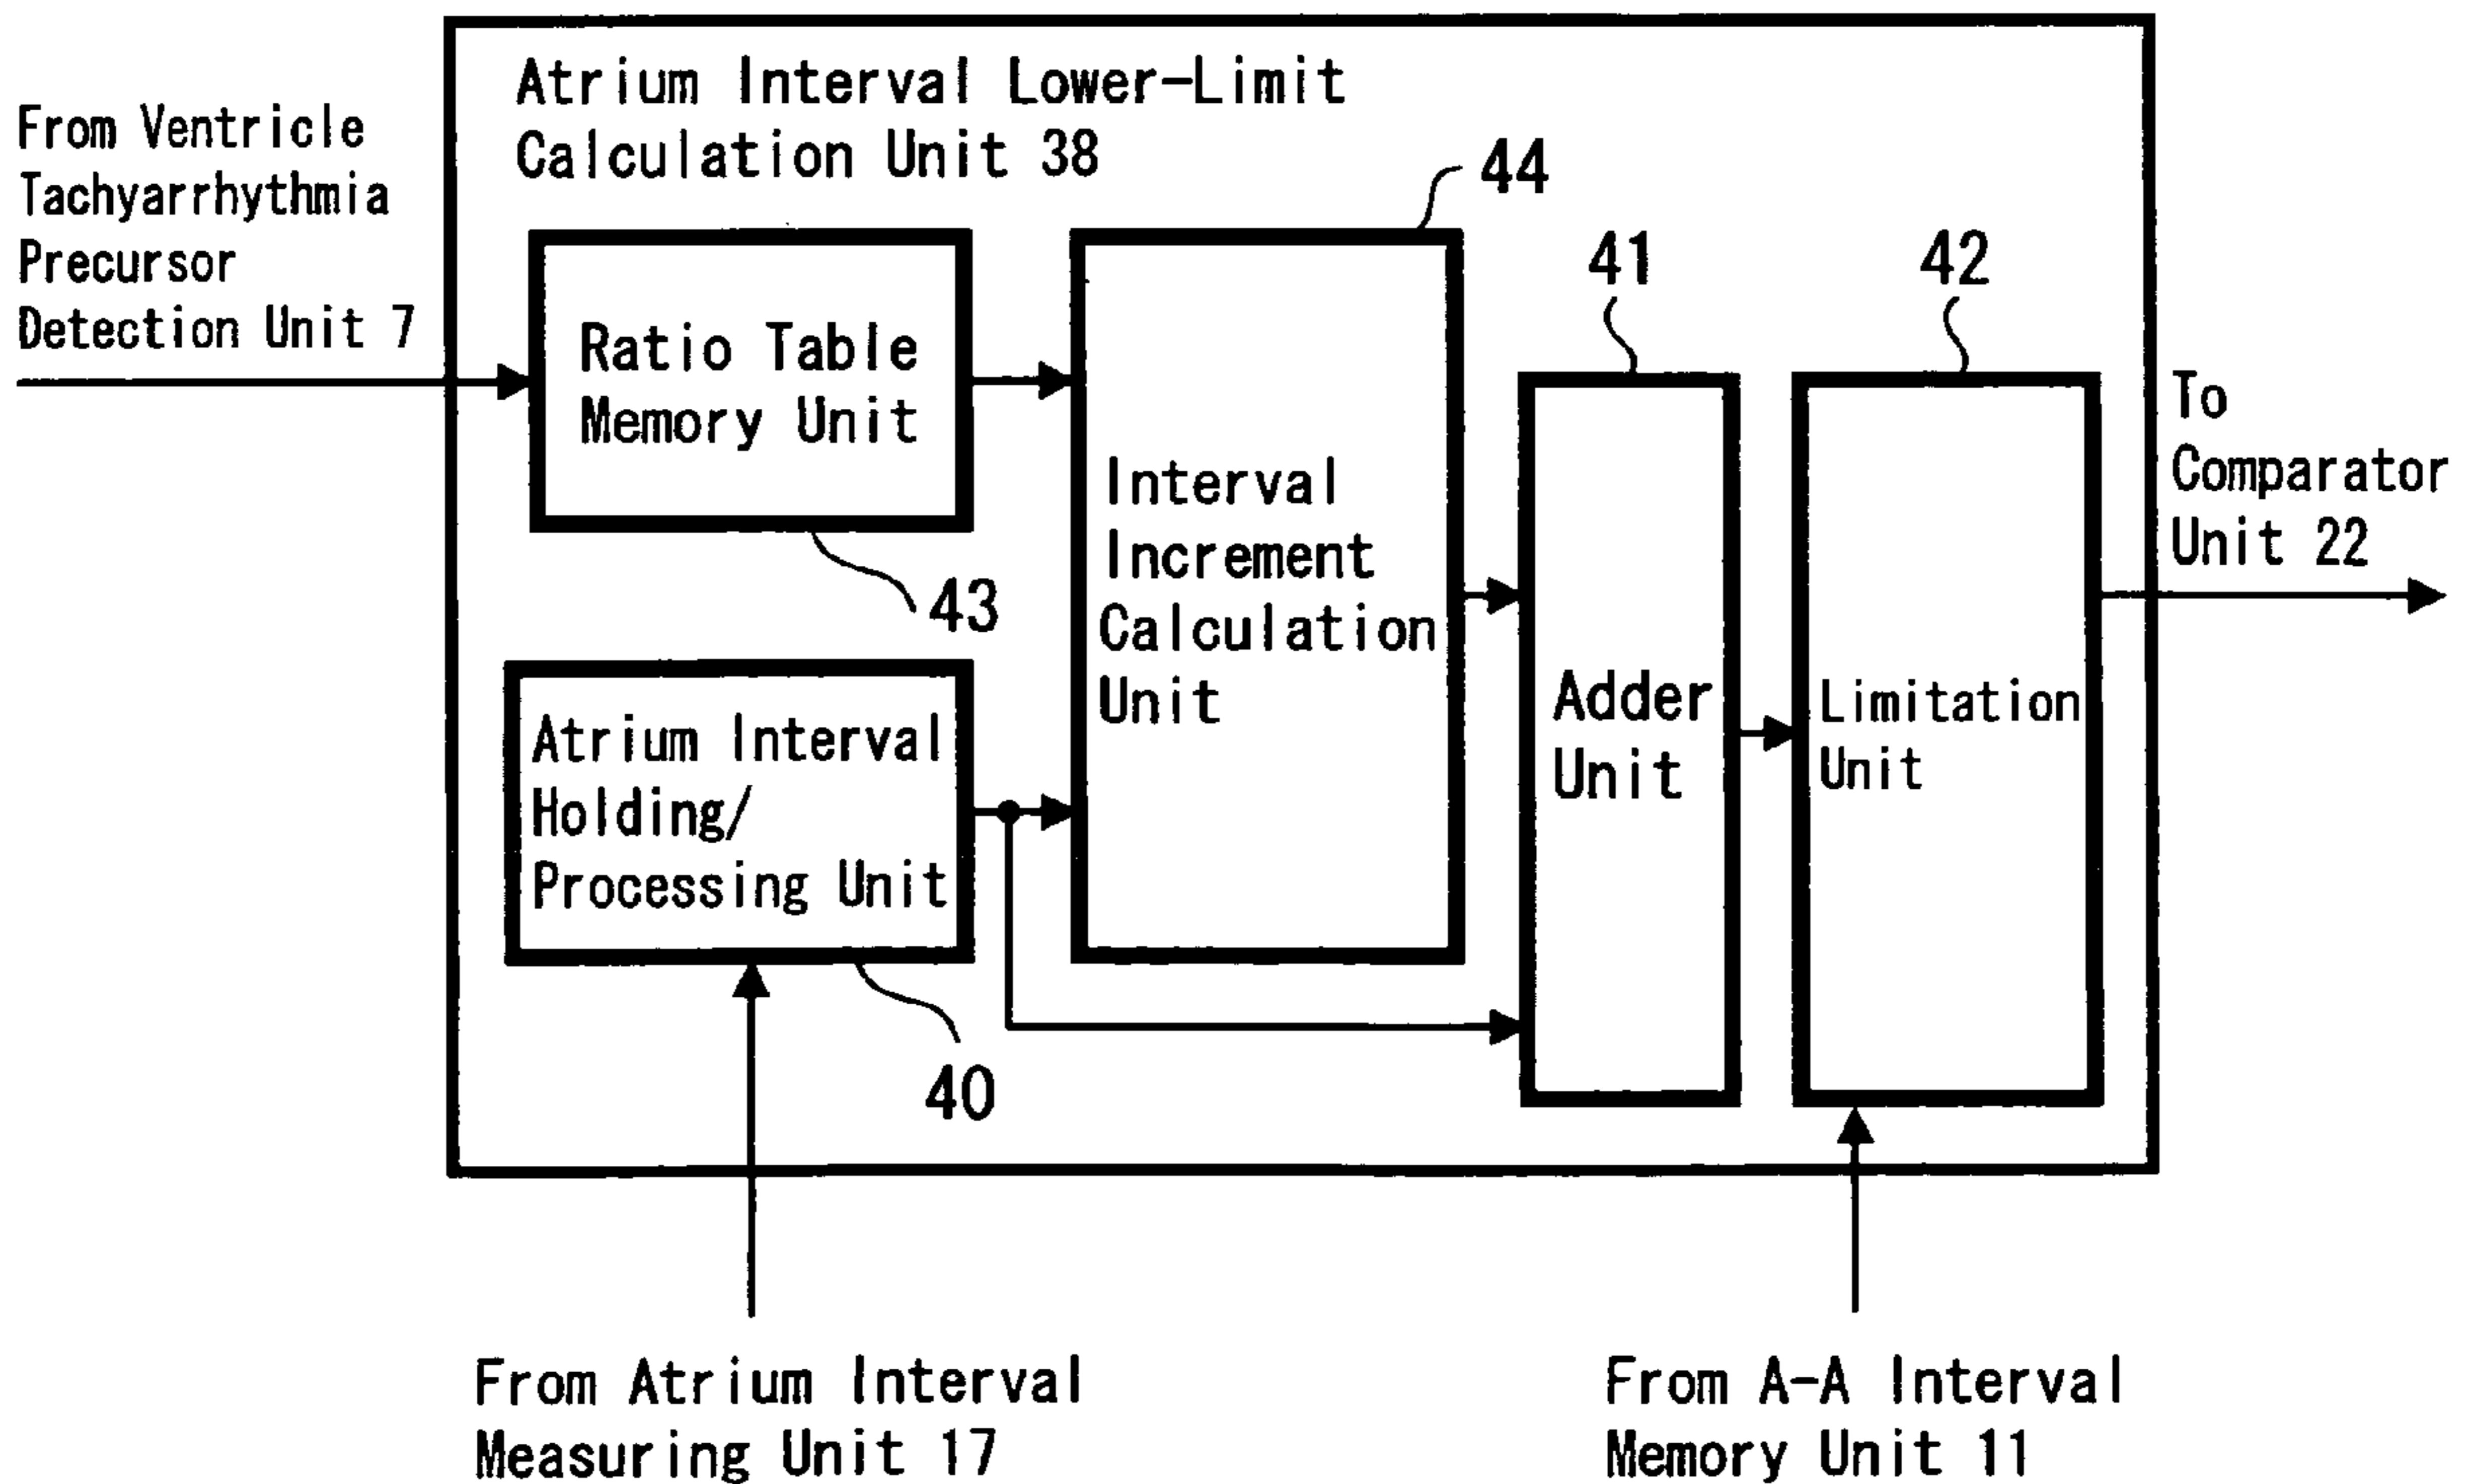 Atrium Interval Lower-Limit
Calculation Unit 38
From Ventricle
Tachyarrhythmia
Precursor
Detection Unit 7
44
41
42
Ratio Table
Memory Unit
43
Interval
Increment
Calculation
Unit
To
Comparator
Unit 22
Atrium Interval
Holding/
Processing Unit
40
Adder
Unit
Limitation
Unit
From Atrium Interval
Measuring Unit 17
From A-A Interval
Memory Unit 11